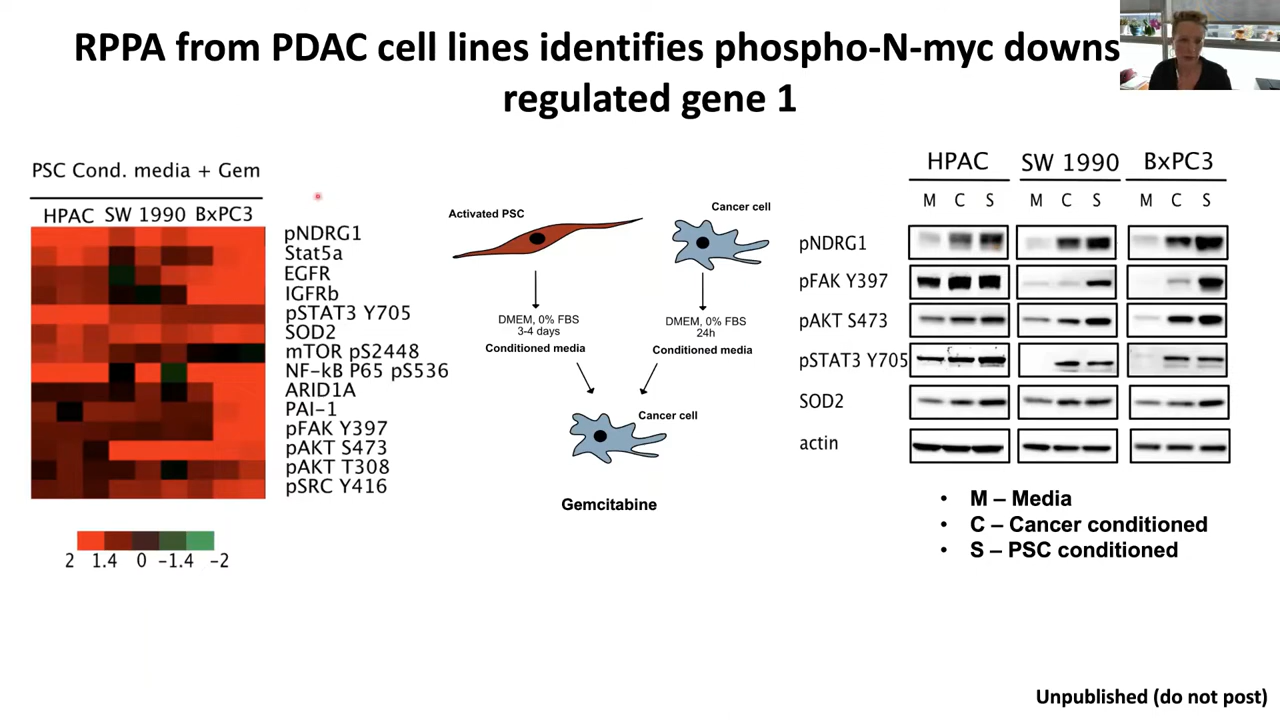 RPPA from PDAC cell lines identifies phospho-N-myc downs
regulated gene 1
PSC Cond. media + Gem
HPAC SW 1990 BxPC3
pNDRG1
Stat5a
EGFR
IGFRb
pSTAT3 Y705
SOD2
mTOR pS2448
NF-kB P65 pS536
ARID1A
PAI-1
pFAK Y397
pAKT S473
pAKT T308
pSRC Y416
2 1.4 0 -1.4 -2
Activated PSC
Cancer cell
DMEM, 0% FBS
3-4 days
Conditioned media
DMEM, 0% FBS
24h
Conditioned media
Cancer cell
Gemcitabine
HPAC SW 1990 BxPC3
M C S M C S M C S
pNDRG1
pFAK Y397
pAKT S473
pSTAT3 Y705
SOD2
actin
• M – Media
• C – Cancer conditioned
• S – PSC conditioned
Unpublished (do not post)